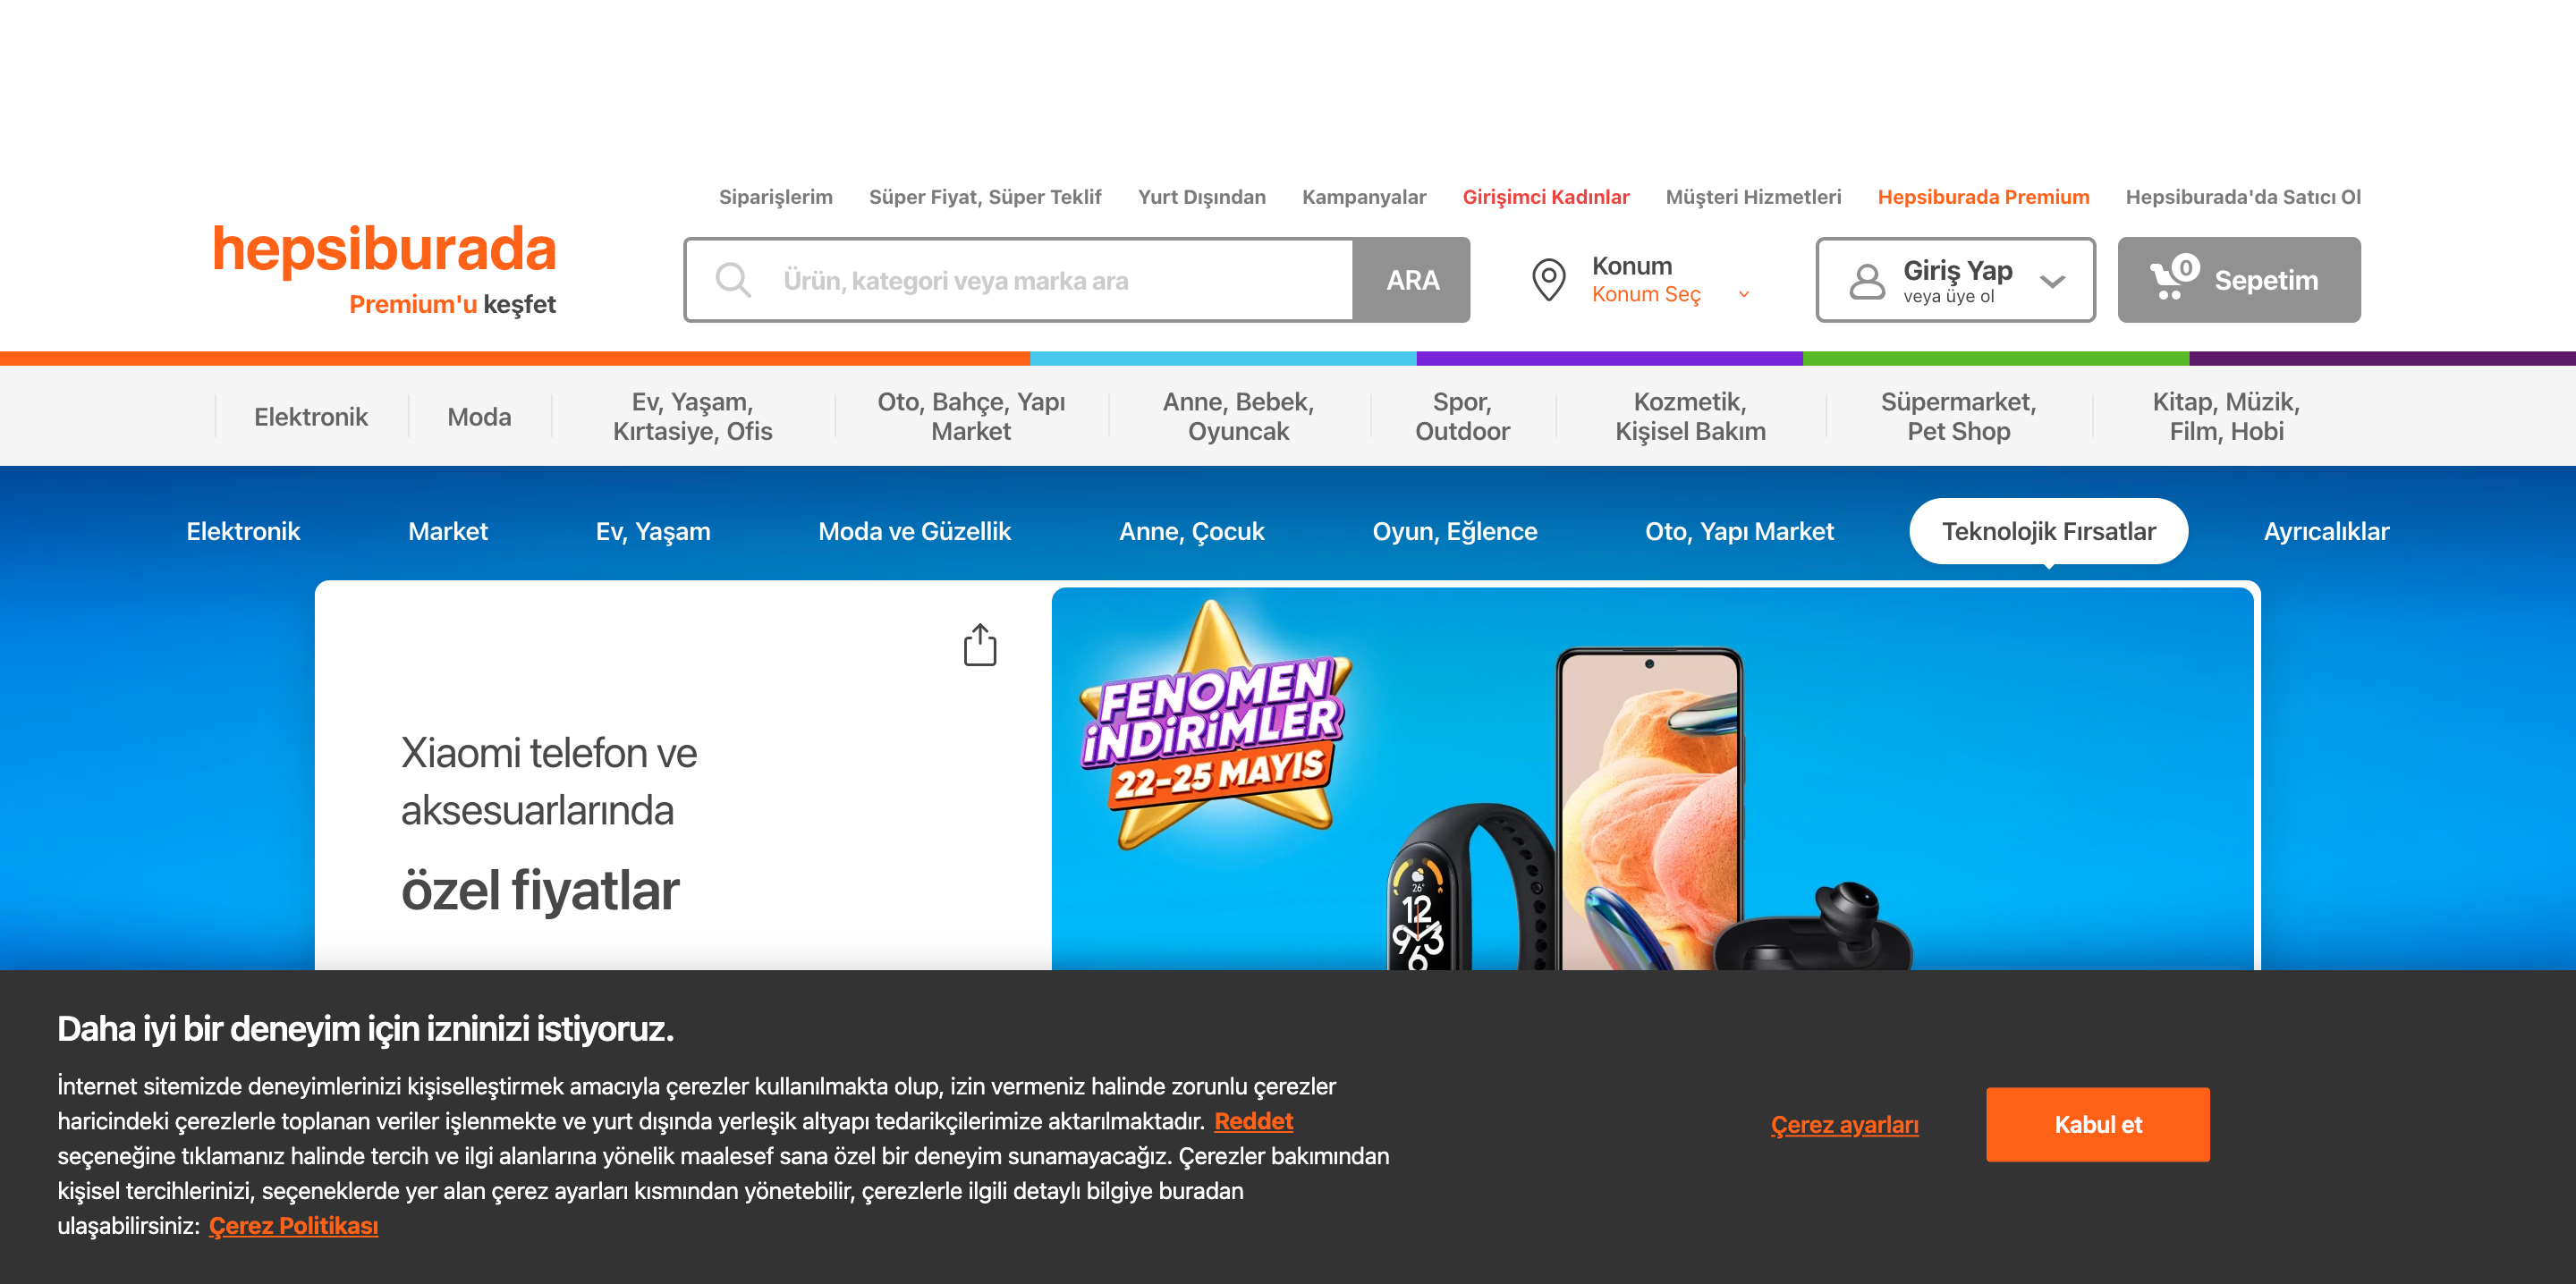 Siparişlerim Süper Fiyat, Süper Teklif Yurt Dışından Kampanyalar Girişimci Kadınlar Müşteri Hizmetleri Hepsiburada Premium Hepsiburada'da Satıcı Ol
hepsiburada
Premium'u keşfet
Ürün, kategori veya marka ara
ARA
Konum
Konum Seç
Giriş Yap
veya üye ol
0
Sepetim
Elektronik
Moda
Ev, Yaşam,
Kırtasiye, Ofis
Oto, Bahçe, Yapı
Market
Anne, Bebek,
Oyuncak
Spor,
Outdoor
Kozmetik,
Kişisel Bakım
Süpermarket,
Pet Shop
Kitap, Müzik,
Film, Hobi
Elektronik Market Ev, Yaşam Moda ve Güzellik Anne, Çocuk Oyun, Eğlence Oto, Yapı Market Teknolojik Fırsatlar Ayrıcalıklar
Xiaomi telefon ve
aksesuarlarında
özel fiyatlar
FENOMEN
İNDİRİMLER
22-25 MAYIS
26°
12
9 3
6
Daha iyi bir deneyim için izninizi istiyoruz.
İnternet sitemizde deneyimlerinizi kişiselleştirmek amacıyla çerezler kullanılmakta olup, izin vermeniz halinde zorunlu çerezler
haricindeki çerezlerle toplanan veriler işlenmekte ve yurt dışında yerleşik altyapı tedarikçilerimize aktarılmaktadır. Reddet
seçeneğine tıklamanız halinde tercih ve ilgi alanlarına yönelik maalesef sana özel bir deneyim sunamayacağız. Çerezler bakımından
kişisel tercihlerinizi, seçeneklerde yer alan çerez ayarları kısmından yönetebilir, çerezlerle ilgili detaylı bilgiye buradan
ulaşabilirsiniz: Çerez Politikası
Çerez ayarları
Kabul et